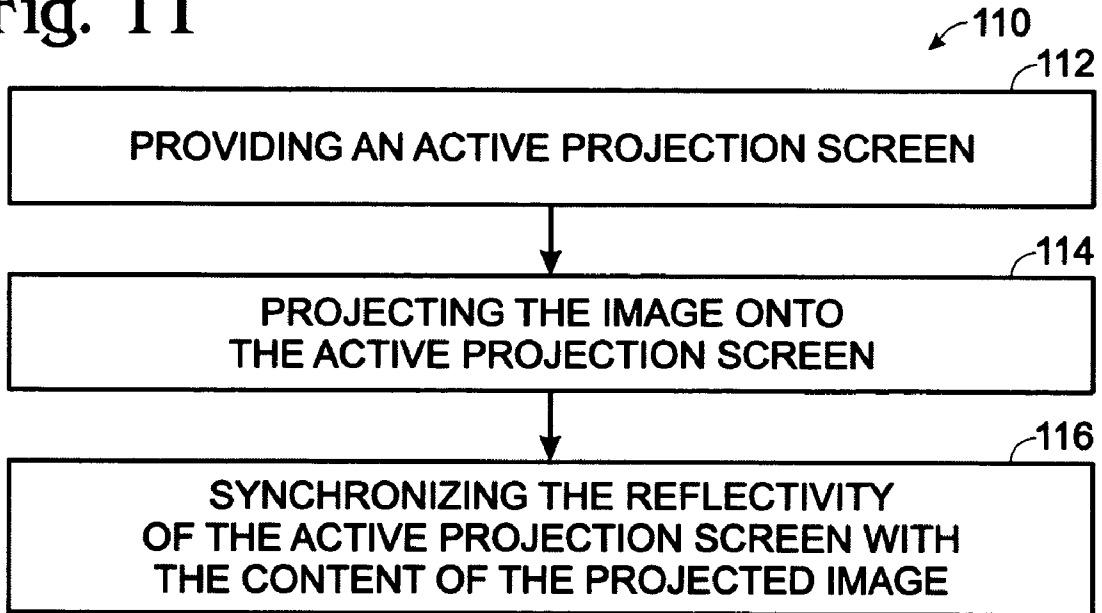 Fig. 11
110
112
PROVIDING AN ACTIVE PROJECTION SCREEN
114
PROJECTING THE IMAGE ONTO
THE ACTIVE PROJECTION SCREEN
116
SYNCHRONIZING THE REFLECTIVITY
OF THE ACTIVE PROJECTION SCREEN WITH
THE CONTENT OF THE PROJECTED IMAGE